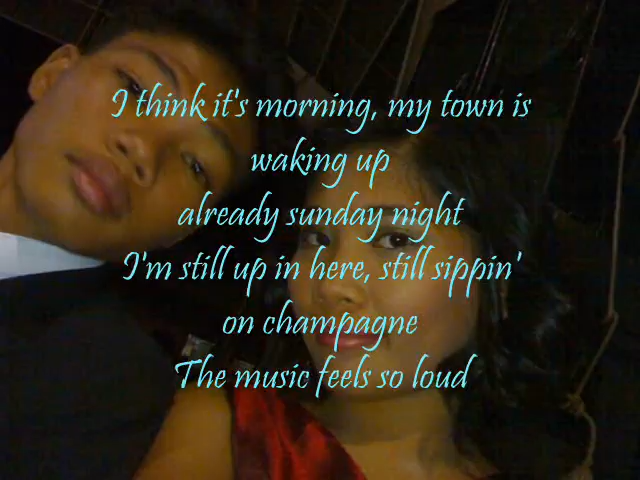 I think it's morning, my town is
waking up
already sunday night
I'm still up in here, still sippin'
on champagne
The music feels so loud